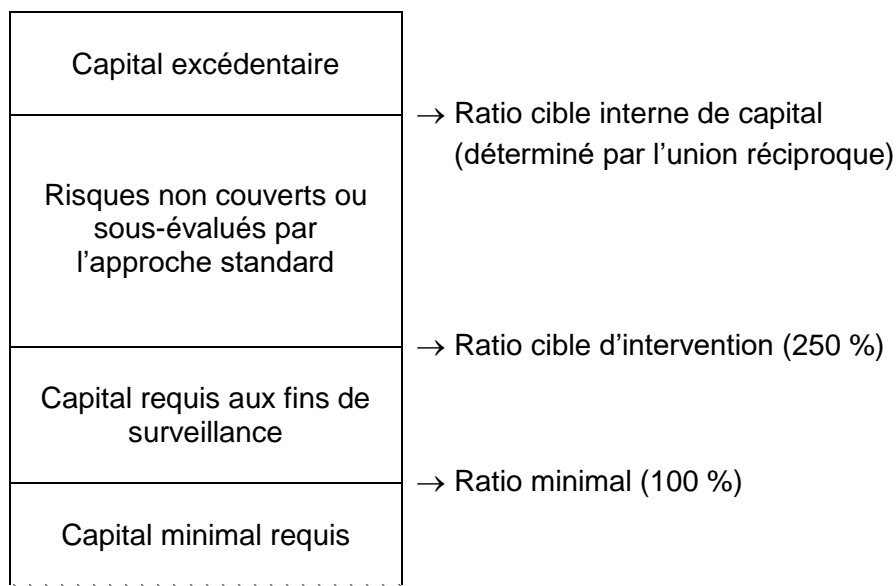 Capital excédentaire
→ Ratio cible interne de capital
(déterminé par l’union réciproque)
Risques non couverts ou
sous-évalués par
l’approche standard
→ Ratio cible d’intervention (250 %)
Capital requis aux fins de
surveillance
→ Ratio minimal (100 %)
Capital minimal requis